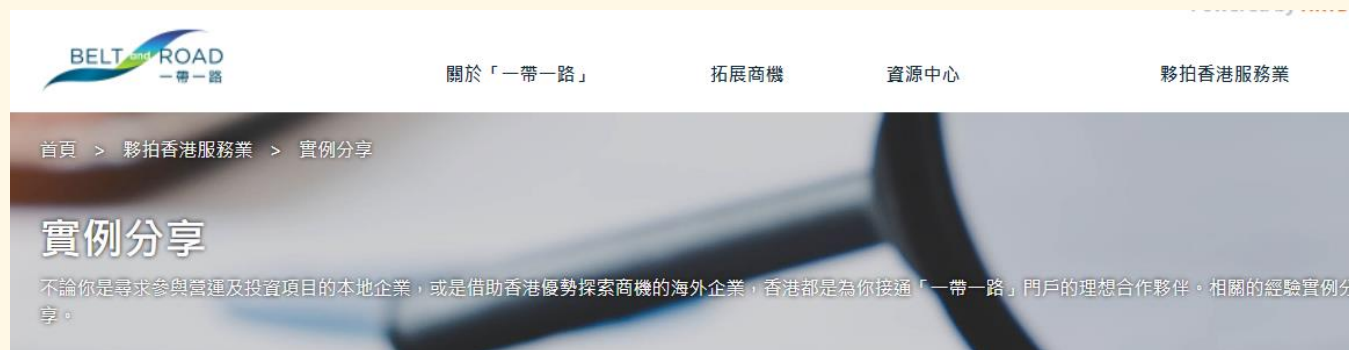 BELT and ROAD
一帶一路
關於「一帶一路」
拓展商機
資源中心
夥拍香港服務業
首頁 > 夥拍香港服務業 > 實例分享
實例分享
不論你是尋求參與營運及投資項目的本地企業，或是借助香港優勢探索商機的海外企業，香港都是為你接通「一帶一路」門戶的理想合作夥伴。相關的經驗實例分
享。